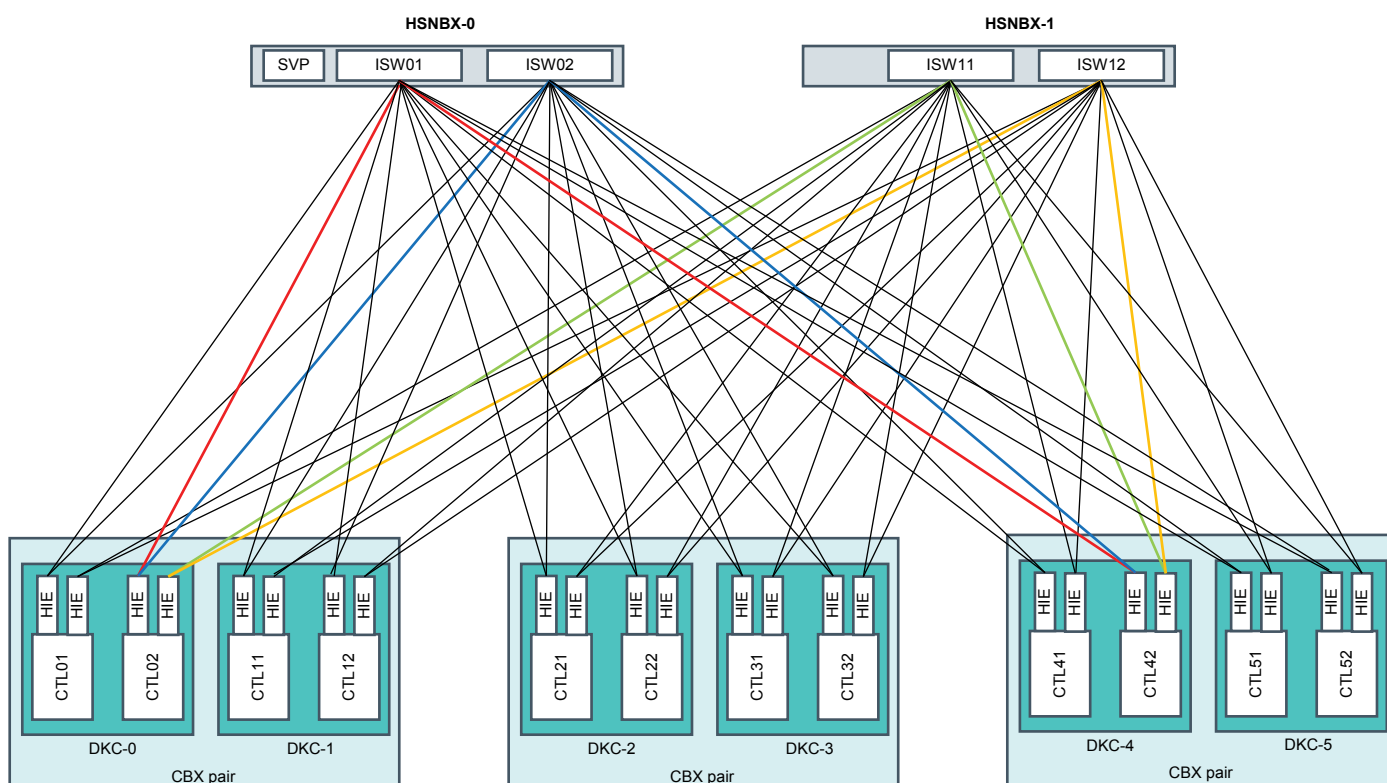 HSNBX-0 HSNBX-1
SVP ISW01 ISW02 ISW11 ISW12
HIE HIE HIE HIE HIE HIE HIE HIE HIE HIE HIE HIE HIE HIE HIE HIE HIE HIE HIE HIE HIE HIE HIE HIE
CTL01 CTL02 CTL11 CTL12 CTL21 CTL22 CTL31 CTL32 CTL41 CTL42 CTL51 CTL52
DKC-0 DKC-1 DKC-2 DKC-3 DKC-4 DKC-5
CBX pair CBX pair CBX pair